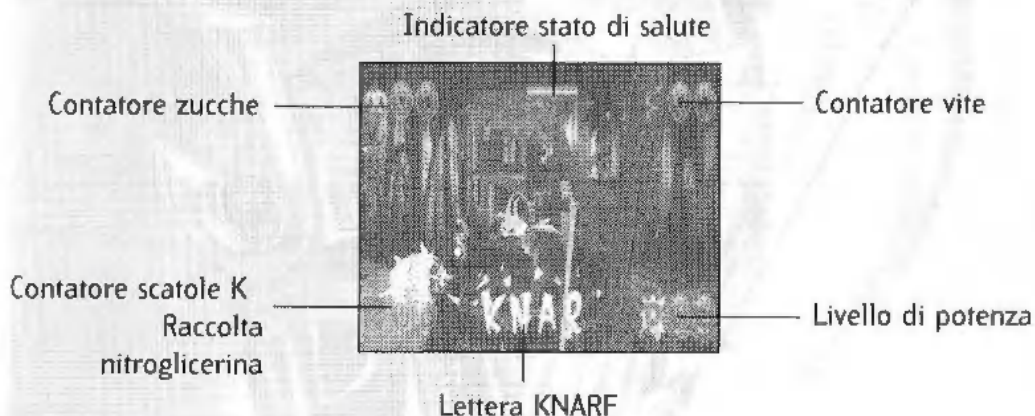 Indicatore stato di salute
Contatore zucche
Contatore vite
Contatore scatole K
Raccolta
nitroglicerina
KNAR
Livello di potenza
Lettera KNARF